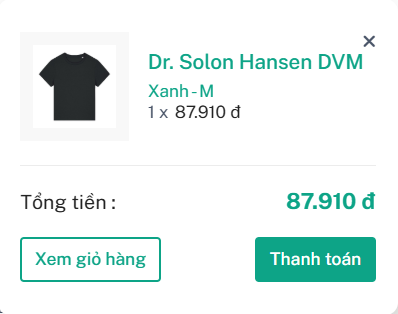 Dr. Solon Hansen DVM
Xanh - M
1 x 87.910 đ
Tổng tiền :
87.910 đ
Xem giỏ hàng
Thanh toán